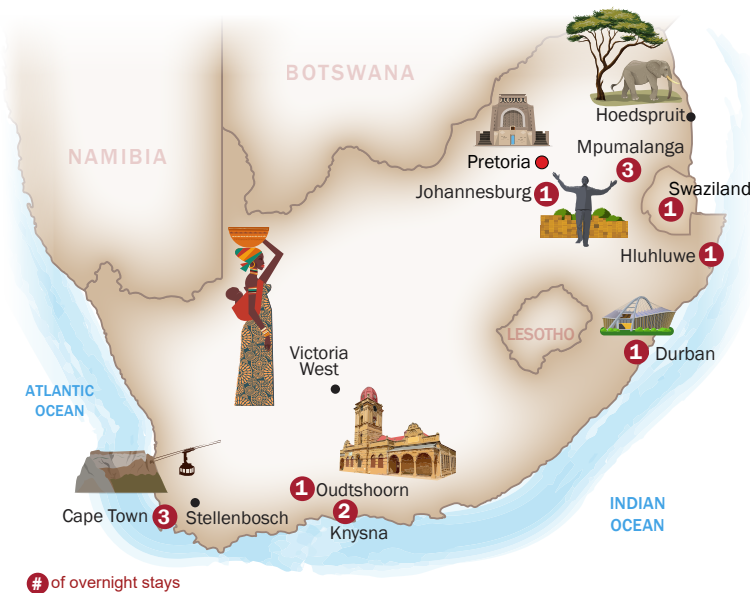 BOTSWANA
NAMIBIA
Hoedspruit
Mpumalanga
3
Pretoria
Johannesburg 1
Swaziland
1
Hluhluwe 1
LESOTHO
1 Durban
Victoria
West
ATLANTIC
OCEAN
1 Oudtshoorn
2
Knysna
Cape Town 3 Stellenbosch
INDIAN
OCEAN
# of overnight stays